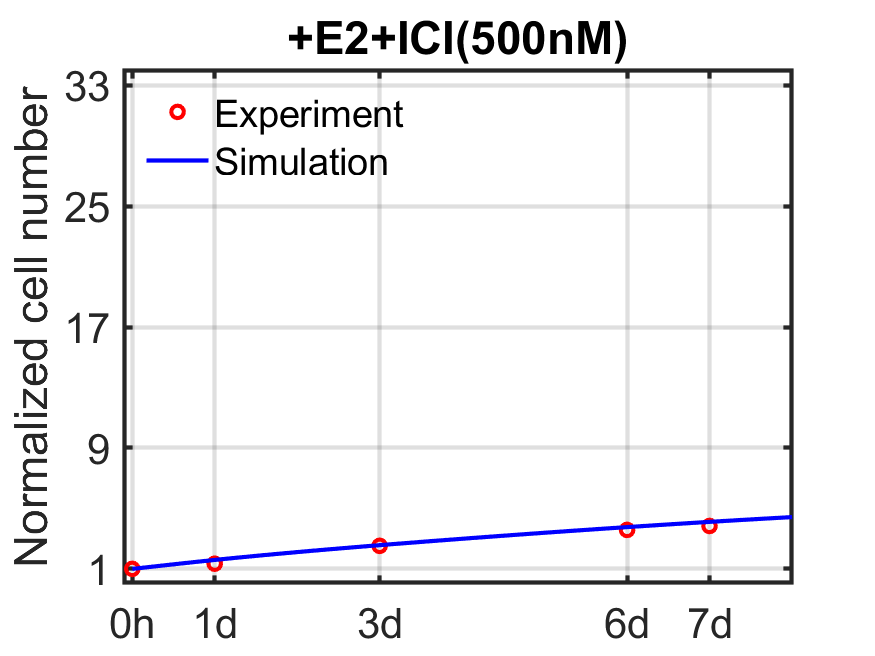 +E2+ICI(500nM)
Normalized cell number
33
25
17
9
1
Experiment
Simulation
0h 1d 3d 6d 7d